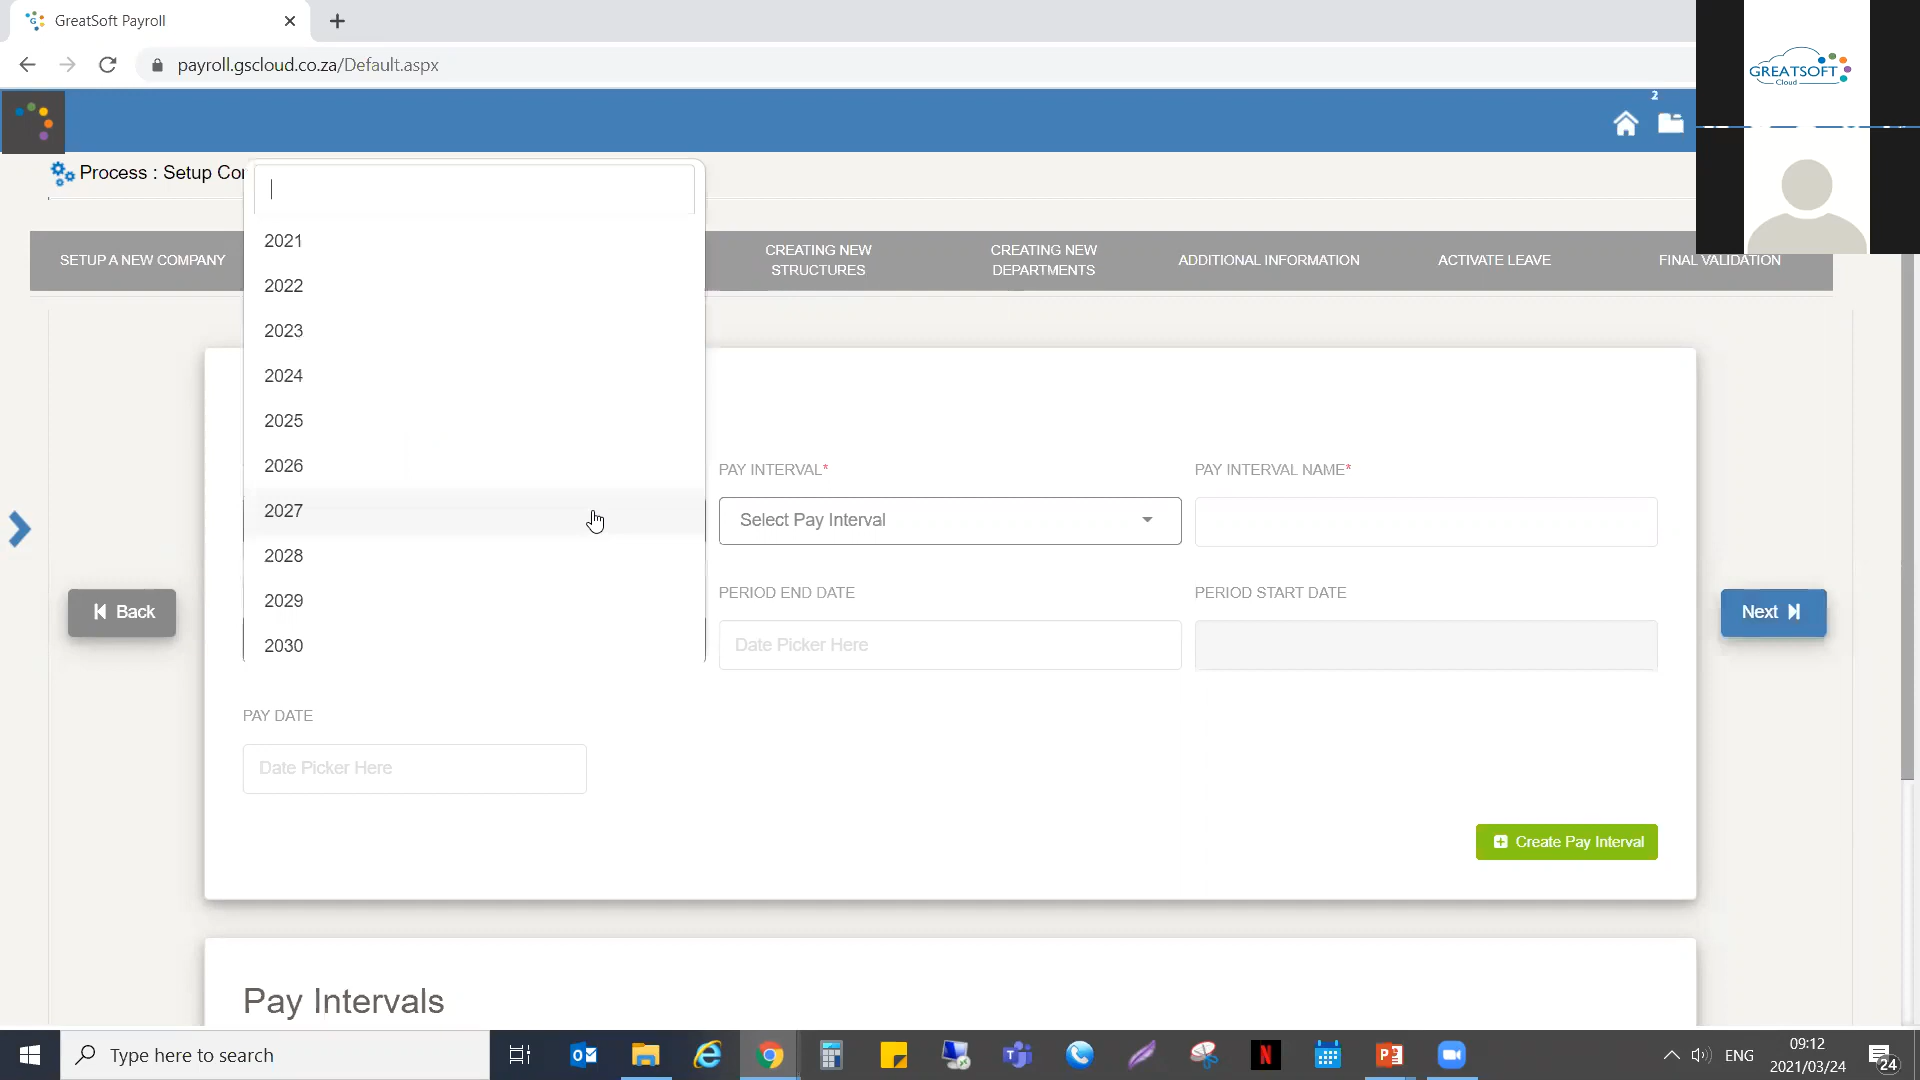 GreatSoft Payroll
payroll.gscloud.co.za/Default.aspx
GREATSOFT
Cloud
2
Process : Setup Cor
SETUP A NEW COMPANY
CREATING NEW
STRUCTURES
CREATING NEW
DEPARTMENTS
ADDITIONAL INFORMATION
ACTIVATE LEAVE
FINAL VALIDATION
2021
2022
2023
2024
2025
2026
2027
2028
2029
2030
PAY INTERVAL*
PAY INTERVAL NAME*
Select Pay Interval
PERIOD END DATE
PERIOD START DATE
Back
Next
Date Picker Here
PAY DATE
Date Picker Here
Create Pay Interval
Pay Intervals
Type here to search
ENG
09:12
2021/03/24
24